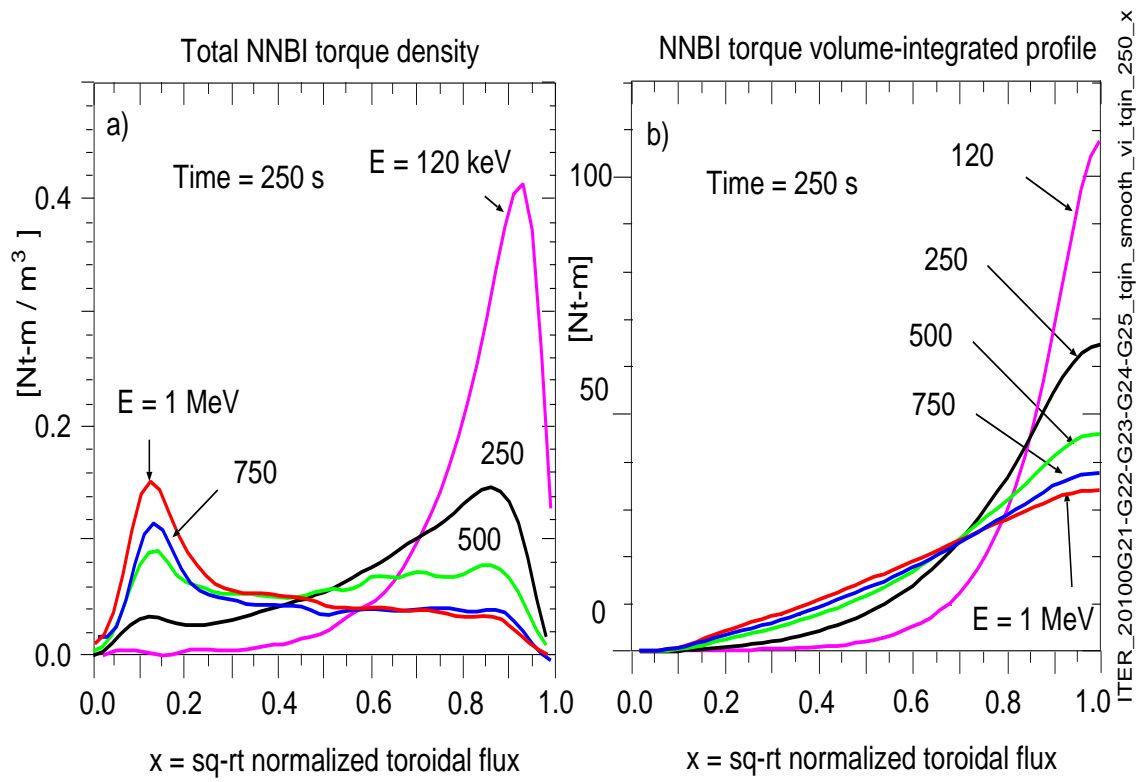 Total NNBI torque density
a)
E = 120 keV
Time = 250 s
0.4
[Nt-m / m³]
E = 1 MeV
0.2
750
250
500
0.0
0.0 0.2 0.4 0.6 0.8 1.0
x = sq-rt normalized toroidal flux
NNBI torque volume-integrated profile
b)
120
100
Time = 250 s
250
[Nt-m]
500
50
750
0
E = 1 MeV
0.0 0.2 0.4 0.6 0.8 1.0
x = sq-rt normalized toroidal flux
ITER_20100G21-G22-G23-G24-G25_tqin_smooth_vi_tqin_250_x